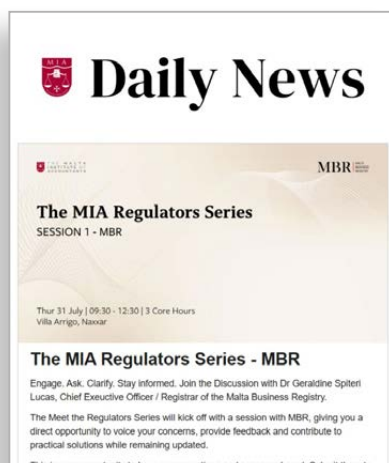 MIA
Daily News
THE MALTA
INSTITUTE OF
ACCOUNTANTS
MBR
The MIA Regulators Series
SESSION 1 - MBR
Thur 31 July | 09:30 - 12:30 | 3 Core Hours
Villa Arrigo, Naxxar
The MIA Regulators Series - MBR
Engage. Ask. Clarify. Stay informed. Join the Discussion with Dr Geraldine Spiteri
Lucas, Chief Executive Officer / Registrar of the Malta Business Registry.
The Meet the Regulators Series will kick off with a session with MBR, giving you a
direct opportunity to voice your concerns, provide feedback and contribute to
practical solutions while remaining updated.